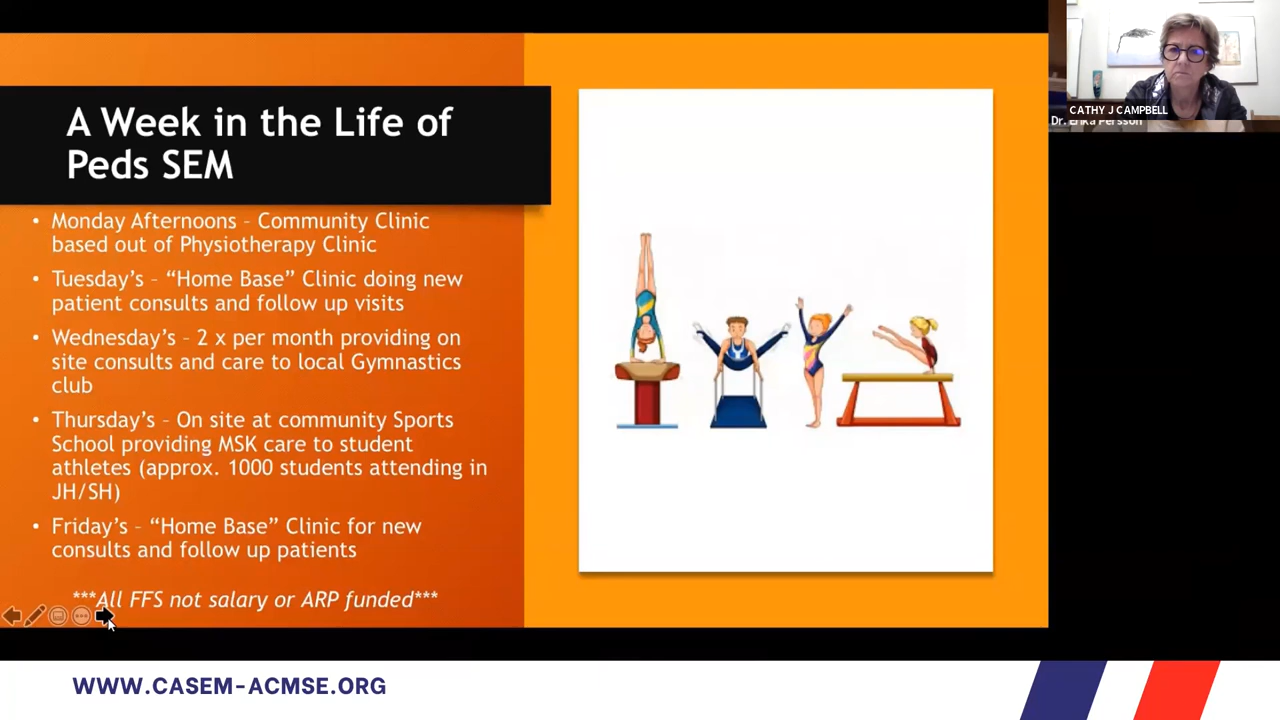 A Week in the Life of
Peds SEM
• Monday Afternoons – Community Clinic
based out of Physiotherapy Clinic
• Tuesday’s – “Home Base” Clinic doing new
patient consults and follow up visits
• Wednesday’s – 2 x per month providing on
site consults and care to local Gymnastics
club
• Thursday’s – On site at community Sports
School providing MSK care to student
athletes (approx. 1000 students attending in
JH/SH)
• Friday’s – “Home Base” Clinic for new
consults and follow up patients
***All FFS not salary or ARP funded***
CATHY J CAMPBELL
Dr. Erika Persson
WWW.CASEM-ACMSE.ORG